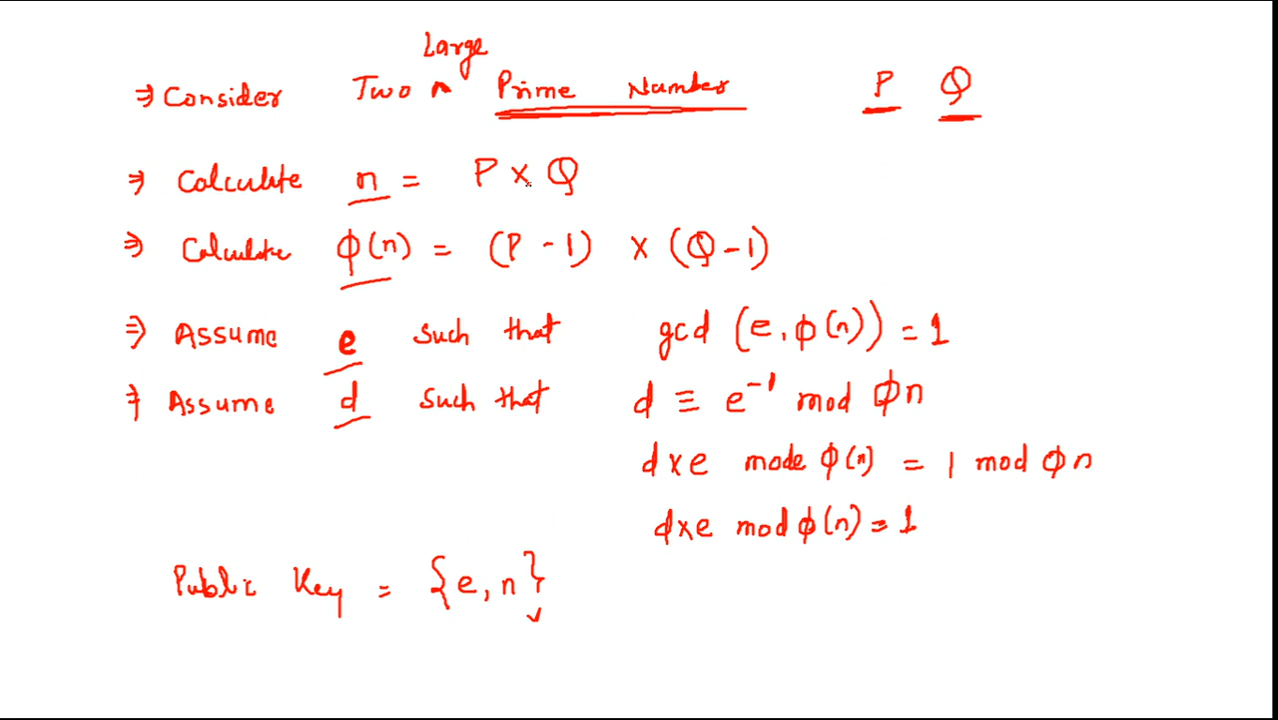 Large
⇒ Consider Two ^ Prime Number P Q
⇒ Calculate n = P × Q
⇒ Calculate ϕ(n) = (P - 1) × (Q - 1)
⇒ Assume e such that gcd (e, ϕ(n)) = 1
⇒ Assume d such that d ≡ e⁻¹ mod ϕn
d×e mode ϕ(n) = 1 mod ϕn
d×e mod ϕ(n) = 1
Public Key = {e, n}